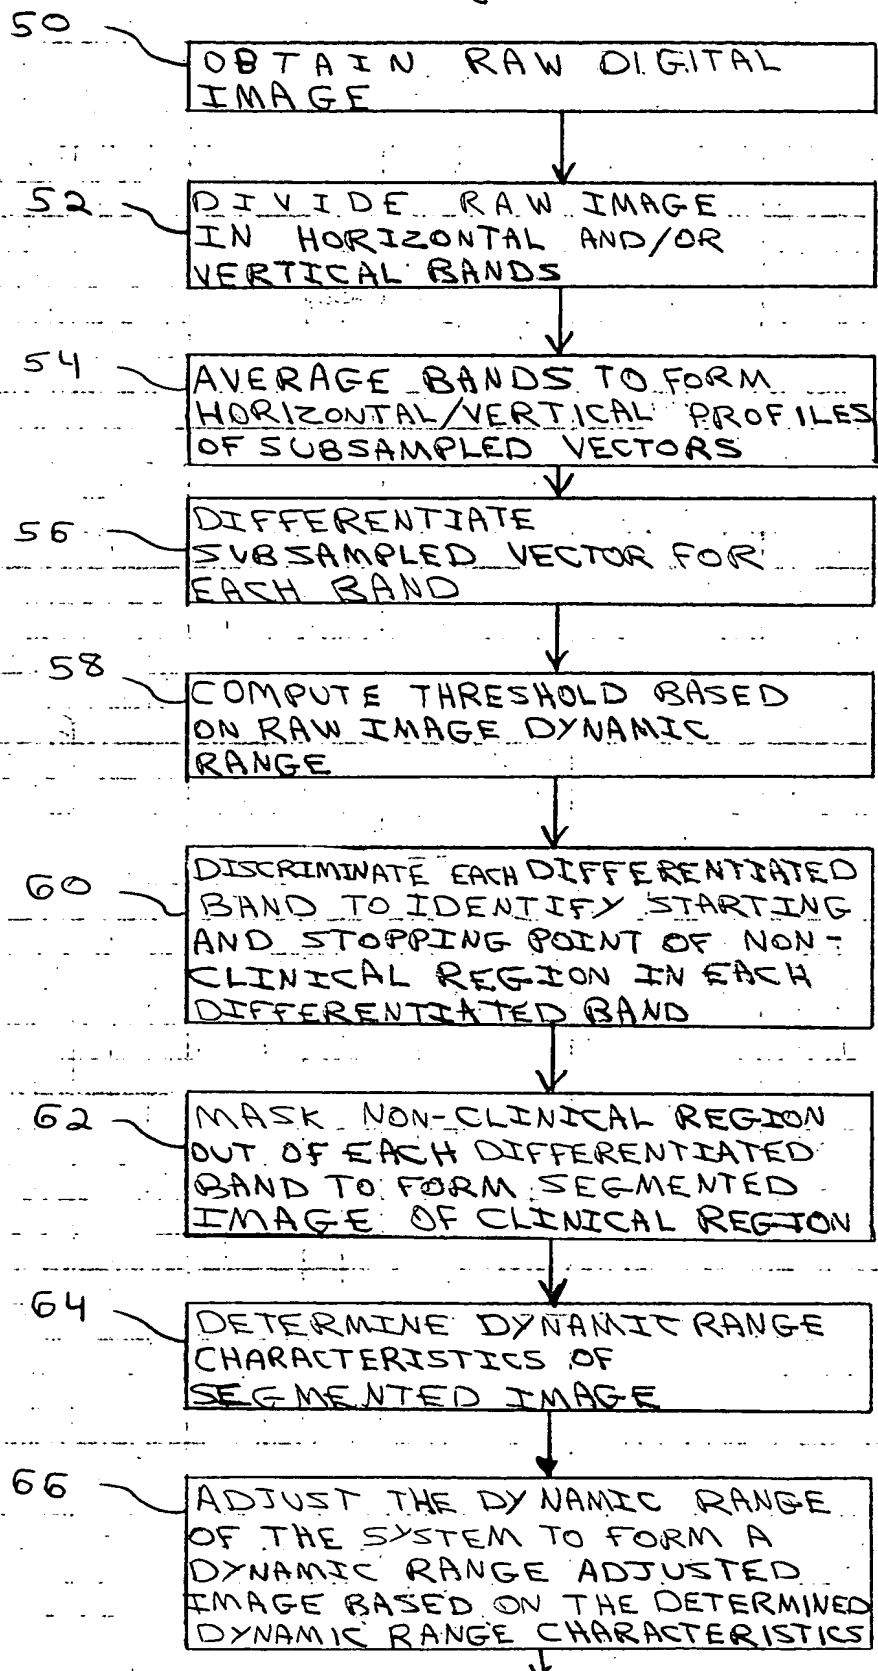 50
OBTAIN RAW DIGITAL
IMAGE
52
DIVIDE RAW IMAGE
IN HORIZONTAL AND/OR
VERTICAL BANDS
54
AVERAGE BANDS TO FORM
HORIZONTAL/VERTICAL PROFILES
OF SUBSAMPLED VECTORS
56
DIFFERENTIATE
SUBSAMPLED VECTOR FOR
EACH BAND
58
COMPUTE THRESHOLD BASED
ON RAW IMAGE DYNAMIC
RANGE
60
DISCRIMINATE EACH DIFFERENTIATED
BAND TO IDENTIFY STARTING
AND STOPPING POINT OF NON-
CLINICAL REGION IN EACH
DIFFERENTIATED BAND
62
MASK NON-CLINICAL REGION
OUT OF EACH DIFFERENTIATED
BAND TO FORM SEGMENTED
IMAGE OF CLINICAL REGION
64
DETERMINE DYNAMIC RANGE
CHARACTERISTICS OF
SEGMENTED IMAGE
66
ADJUST THE DYNAMIC RANGE
OF THE SYSTEM TO FORM A
DYNAMIC RANGE ADJUSTED
IMAGE BASED ON THE DETERMINED
DYNAMIC RANGE CHARACTERISTICS